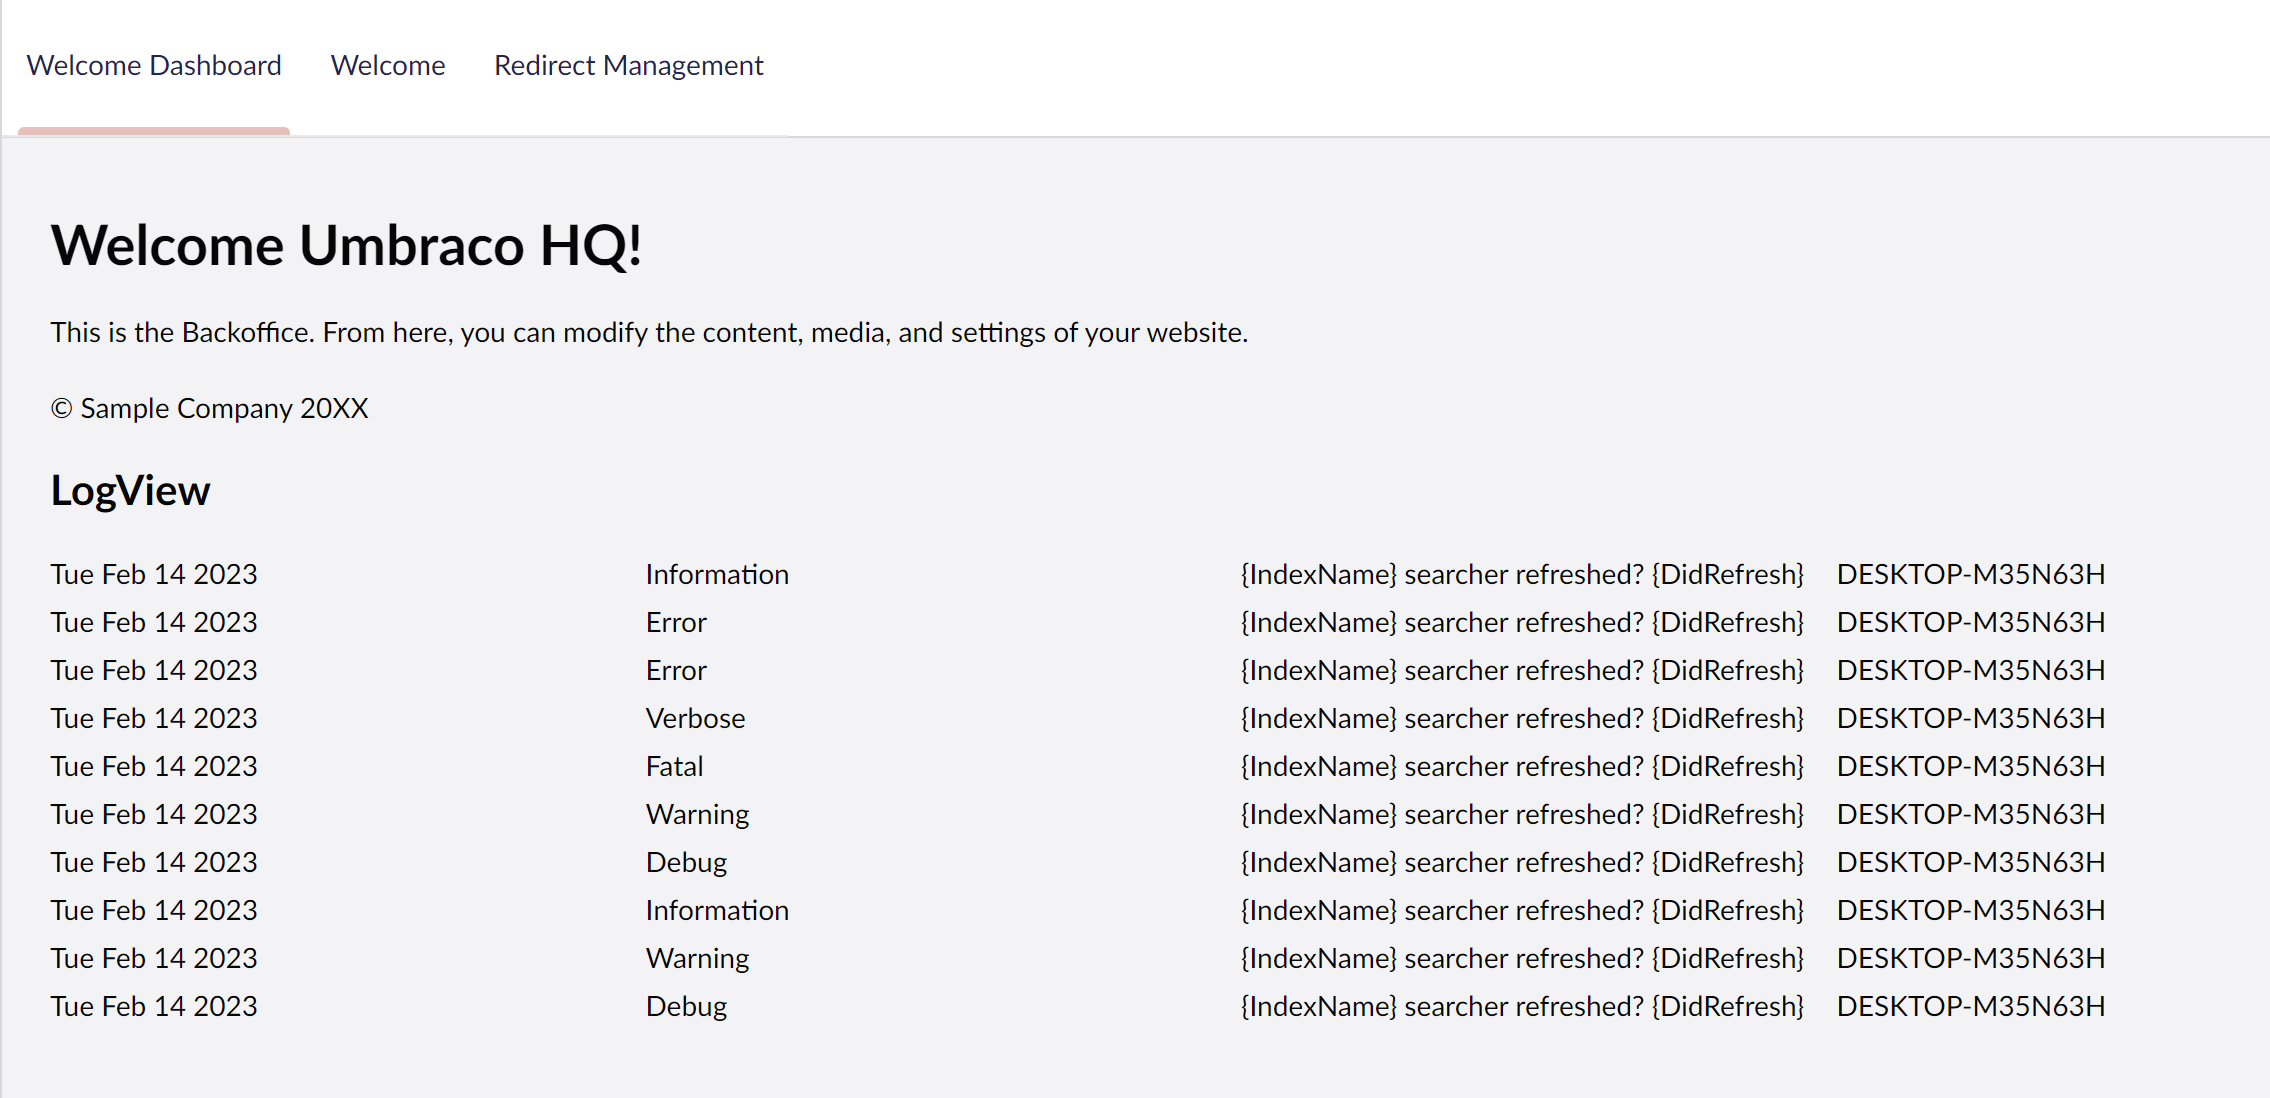 Welcome Dashboard Welcome Redirect Management
Welcome Umbraco HQ!
This is the Backoffice. From here, you can modify the content, media, and settings of your website.
© Sample Company 20XX
LogView
Tue Feb 14 2023 Information {IndexName} searcher refreshed? {DidRefresh} DESKTOP-M35N63H
Tue Feb 14 2023 Error {IndexName} searcher refreshed? {DidRefresh} DESKTOP-M35N63H
Tue Feb 14 2023 Error {IndexName} searcher refreshed? {DidRefresh} DESKTOP-M35N63H
Tue Feb 14 2023 Verbose {IndexName} searcher refreshed? {DidRefresh} DESKTOP-M35N63H
Tue Feb 14 2023 Fatal {IndexName} searcher refreshed? {DidRefresh} DESKTOP-M35N63H
Tue Feb 14 2023 Warning {IndexName} searcher refreshed? {DidRefresh} DESKTOP-M35N63H
Tue Feb 14 2023 Debug {IndexName} searcher refreshed? {DidRefresh} DESKTOP-M35N63H
Tue Feb 14 2023 Information {IndexName} searcher refreshed? {DidRefresh} DESKTOP-M35N63H
Tue Feb 14 2023 Warning {IndexName} searcher refreshed? {DidRefresh} DESKTOP-M35N63H
Tue Feb 14 2023 Debug {IndexName} searcher refreshed? {DidRefresh} DESKTOP-M35N63H